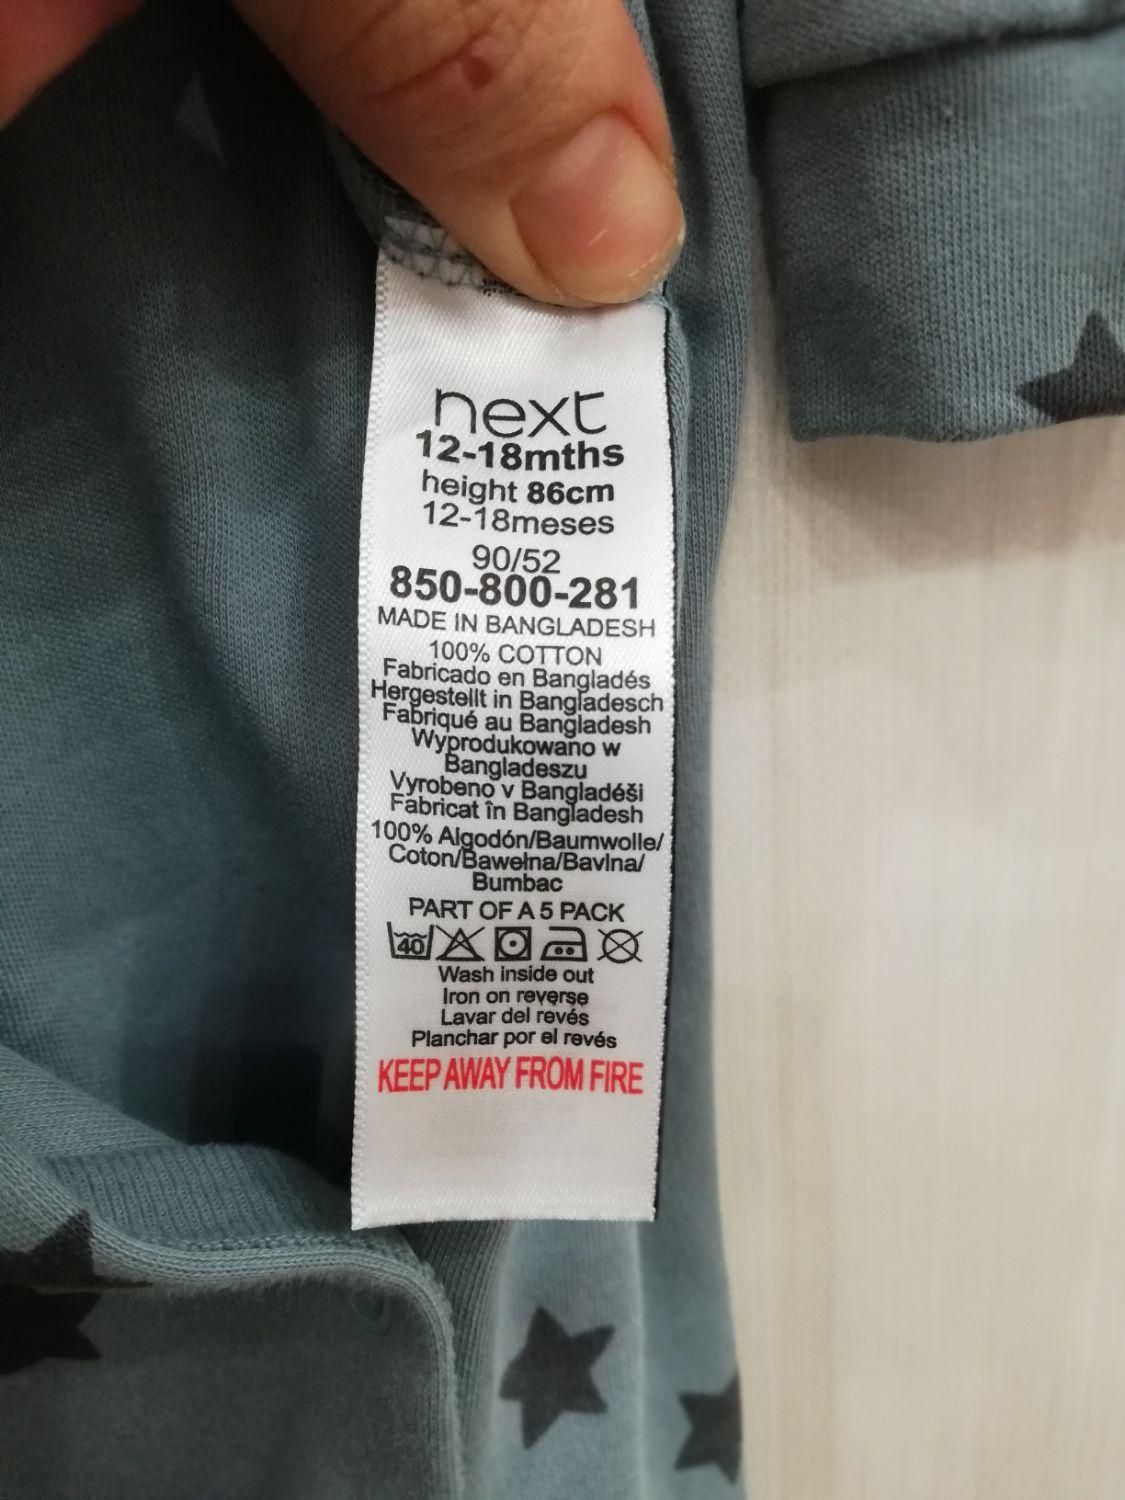 next
12-18mths
height 86cm
12-18meses
90/52
850-800-281
MADE IN BANGLADESH
100% COTTON
Fabricado en Bangladés
Hergestellt in Bangladesch
Fabriqué au Bangladesh
Wyprodukowano w
Bangladeszu
Vyrobeno v Bangladéši
Fabricat în Bangladesh
100% Algodón/Baumwolle/
Coton/Bawełna/Bavlna/
Bumbac
PART OF A 5 PACK
40
Wash inside out
Iron on reverse
Lavar del revés
Planchar por el revés
KEEP AWAY FROM FIRE